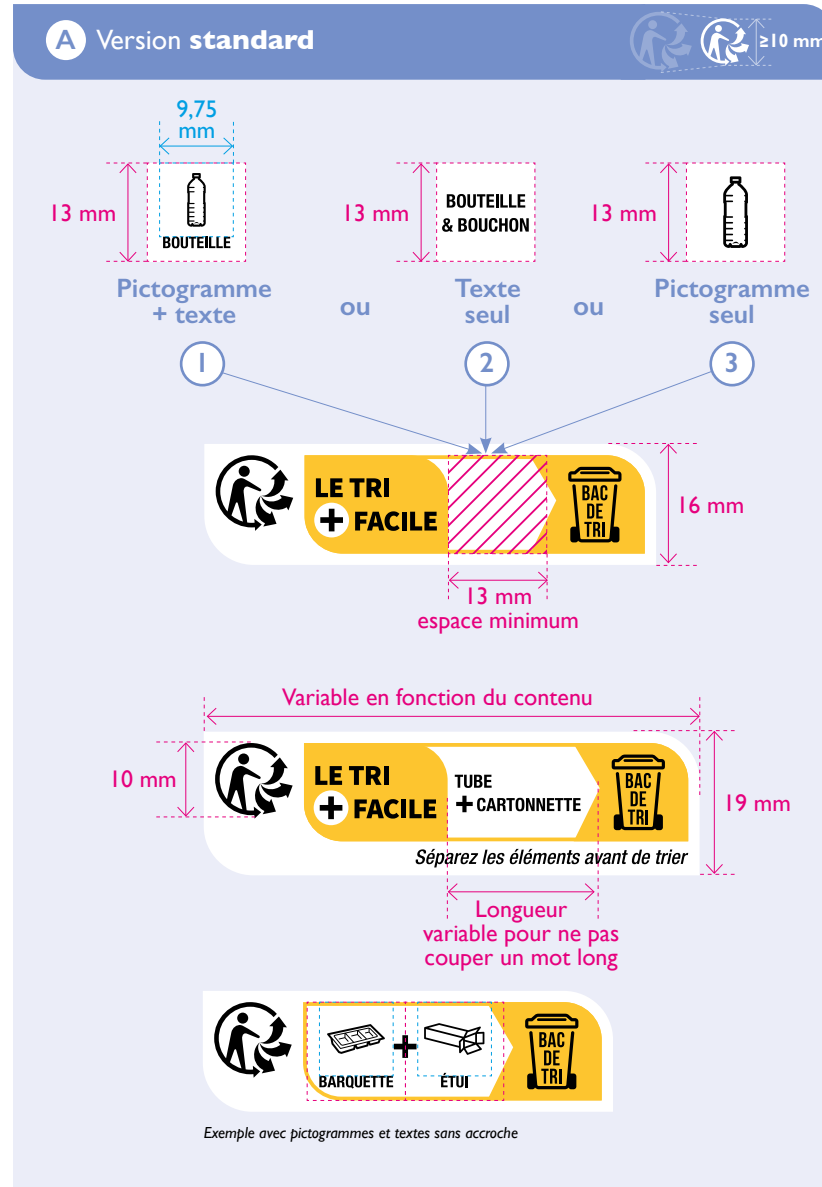 A Version standard
≥10 mm
9,75
mm
13 mm
BOUTEILLE
13 mm
BOUTEILLE
& BOUCHON
13 mm
Pictogramme
+ texte
ou
Texte
seul
ou
Pictogramme
seul
1
2
3
LE TRI
+ FACILE
BAC
DE
TRI
16 mm
13 mm
espace minimum
Variable en fonction du contenu
10 mm
LE TRI
+ FACILE
TUBE
+ CARTONNETTE
BAC
DE
TRI
19 mm
Séparez les éléments avant de trier
Longueur
variable pour ne pas
couper un mot long
BARQUETTE
+
ÉTUI
BAC
DE
TRI
Exemple avec pictogrammes et textes sans accroche